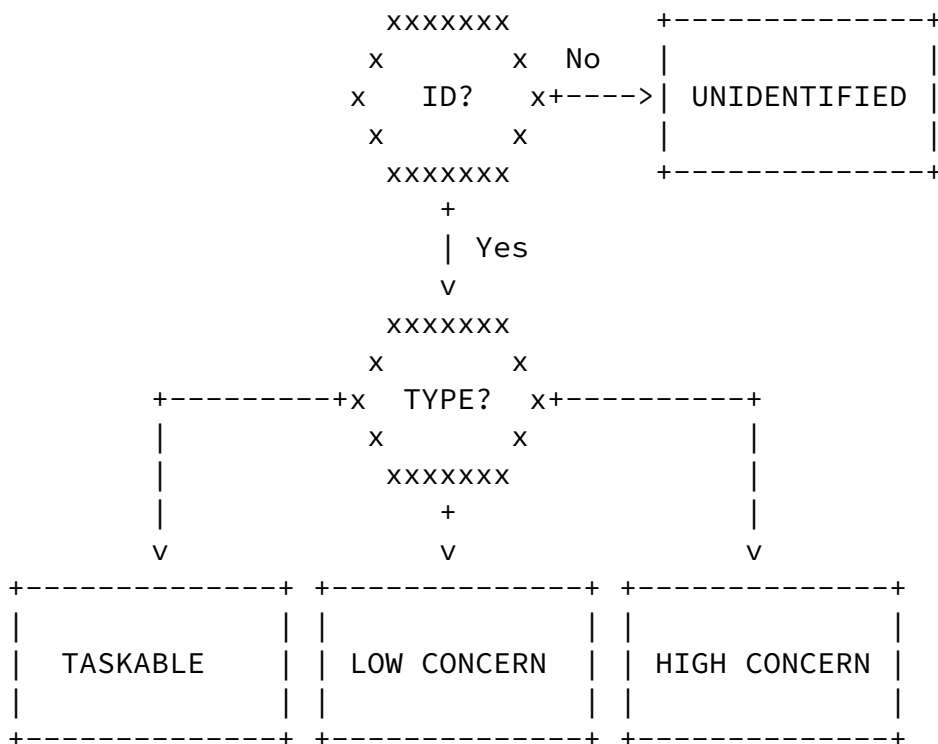 No
ID?
UNIDENTIFIED
Yes
TYPE?
TASKABLE
LOW CONCERN
HIGH CONCERN